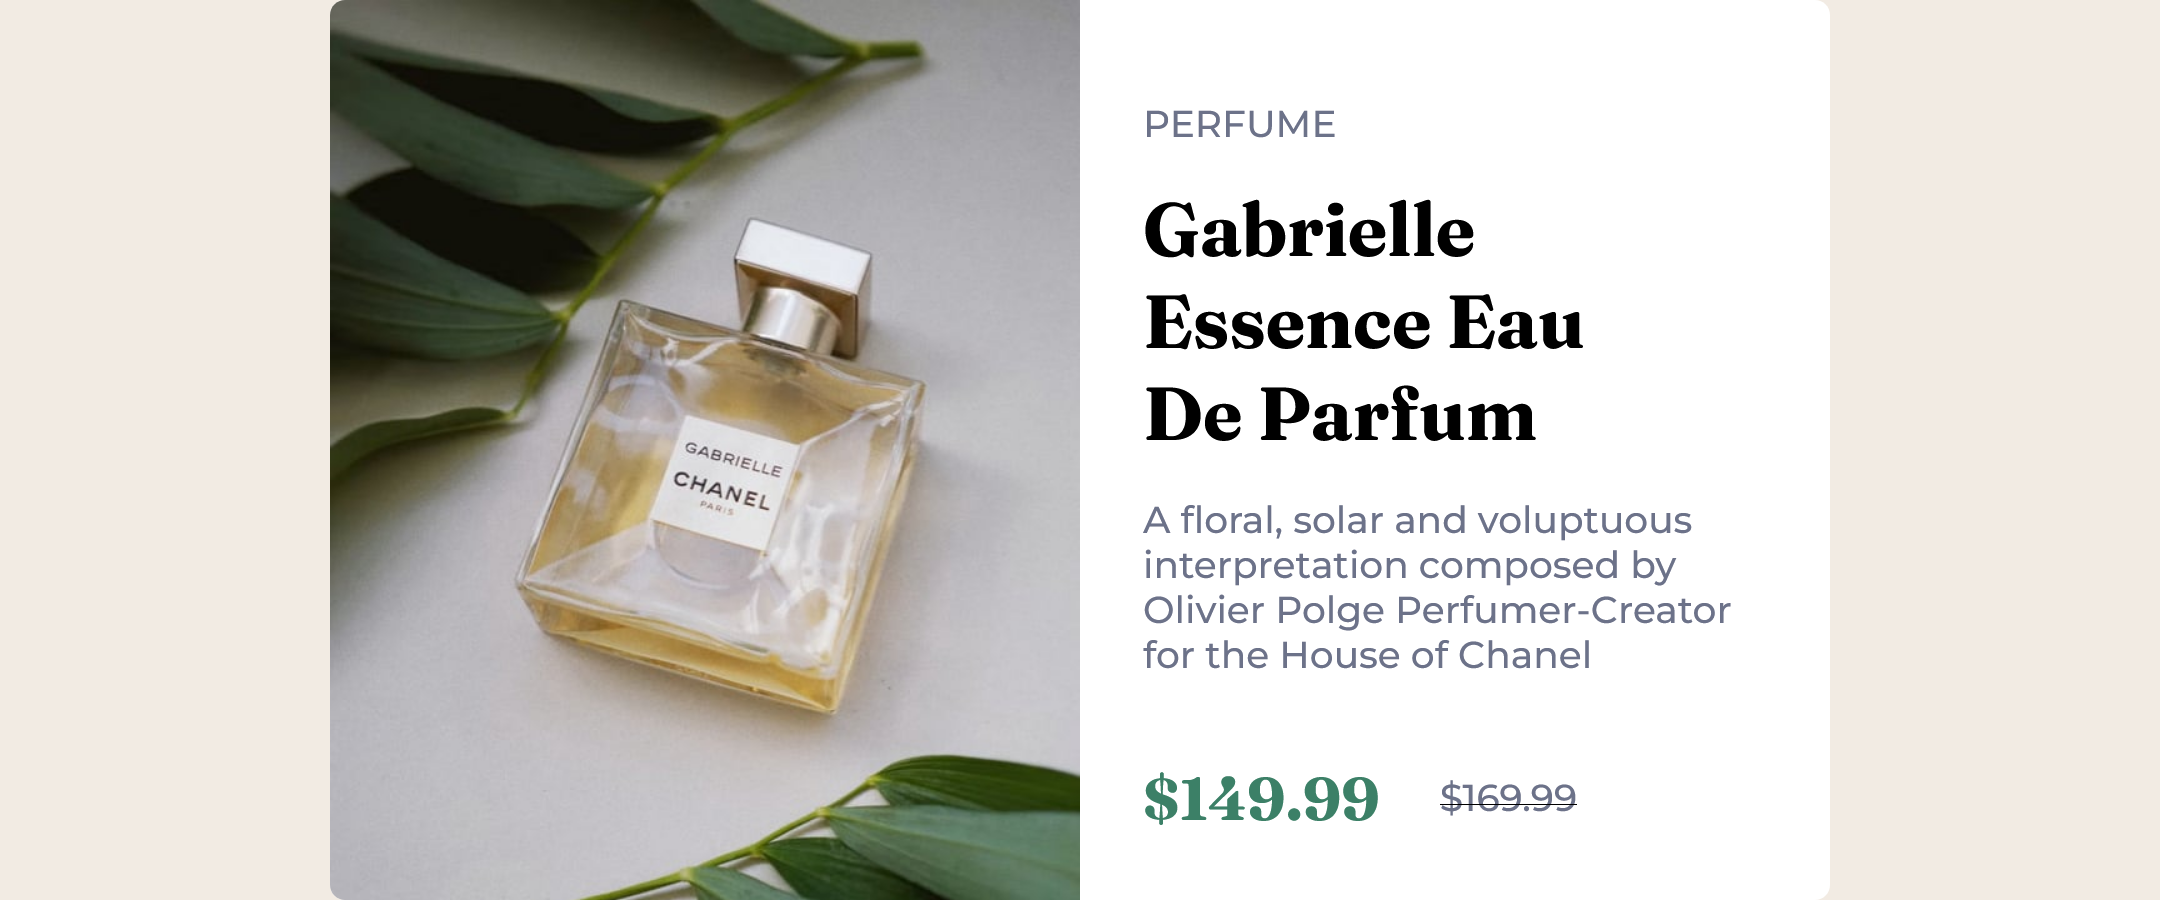 GABRIELLE
CHANEL
PARIS
PERFUME
Gabrielle
Essence Eau
De Parfum
A floral, solar and voluptuous
interpretation composed by
Olivier Polge Perfumer-Creator
for the House of Chanel
$149.99 $169.99